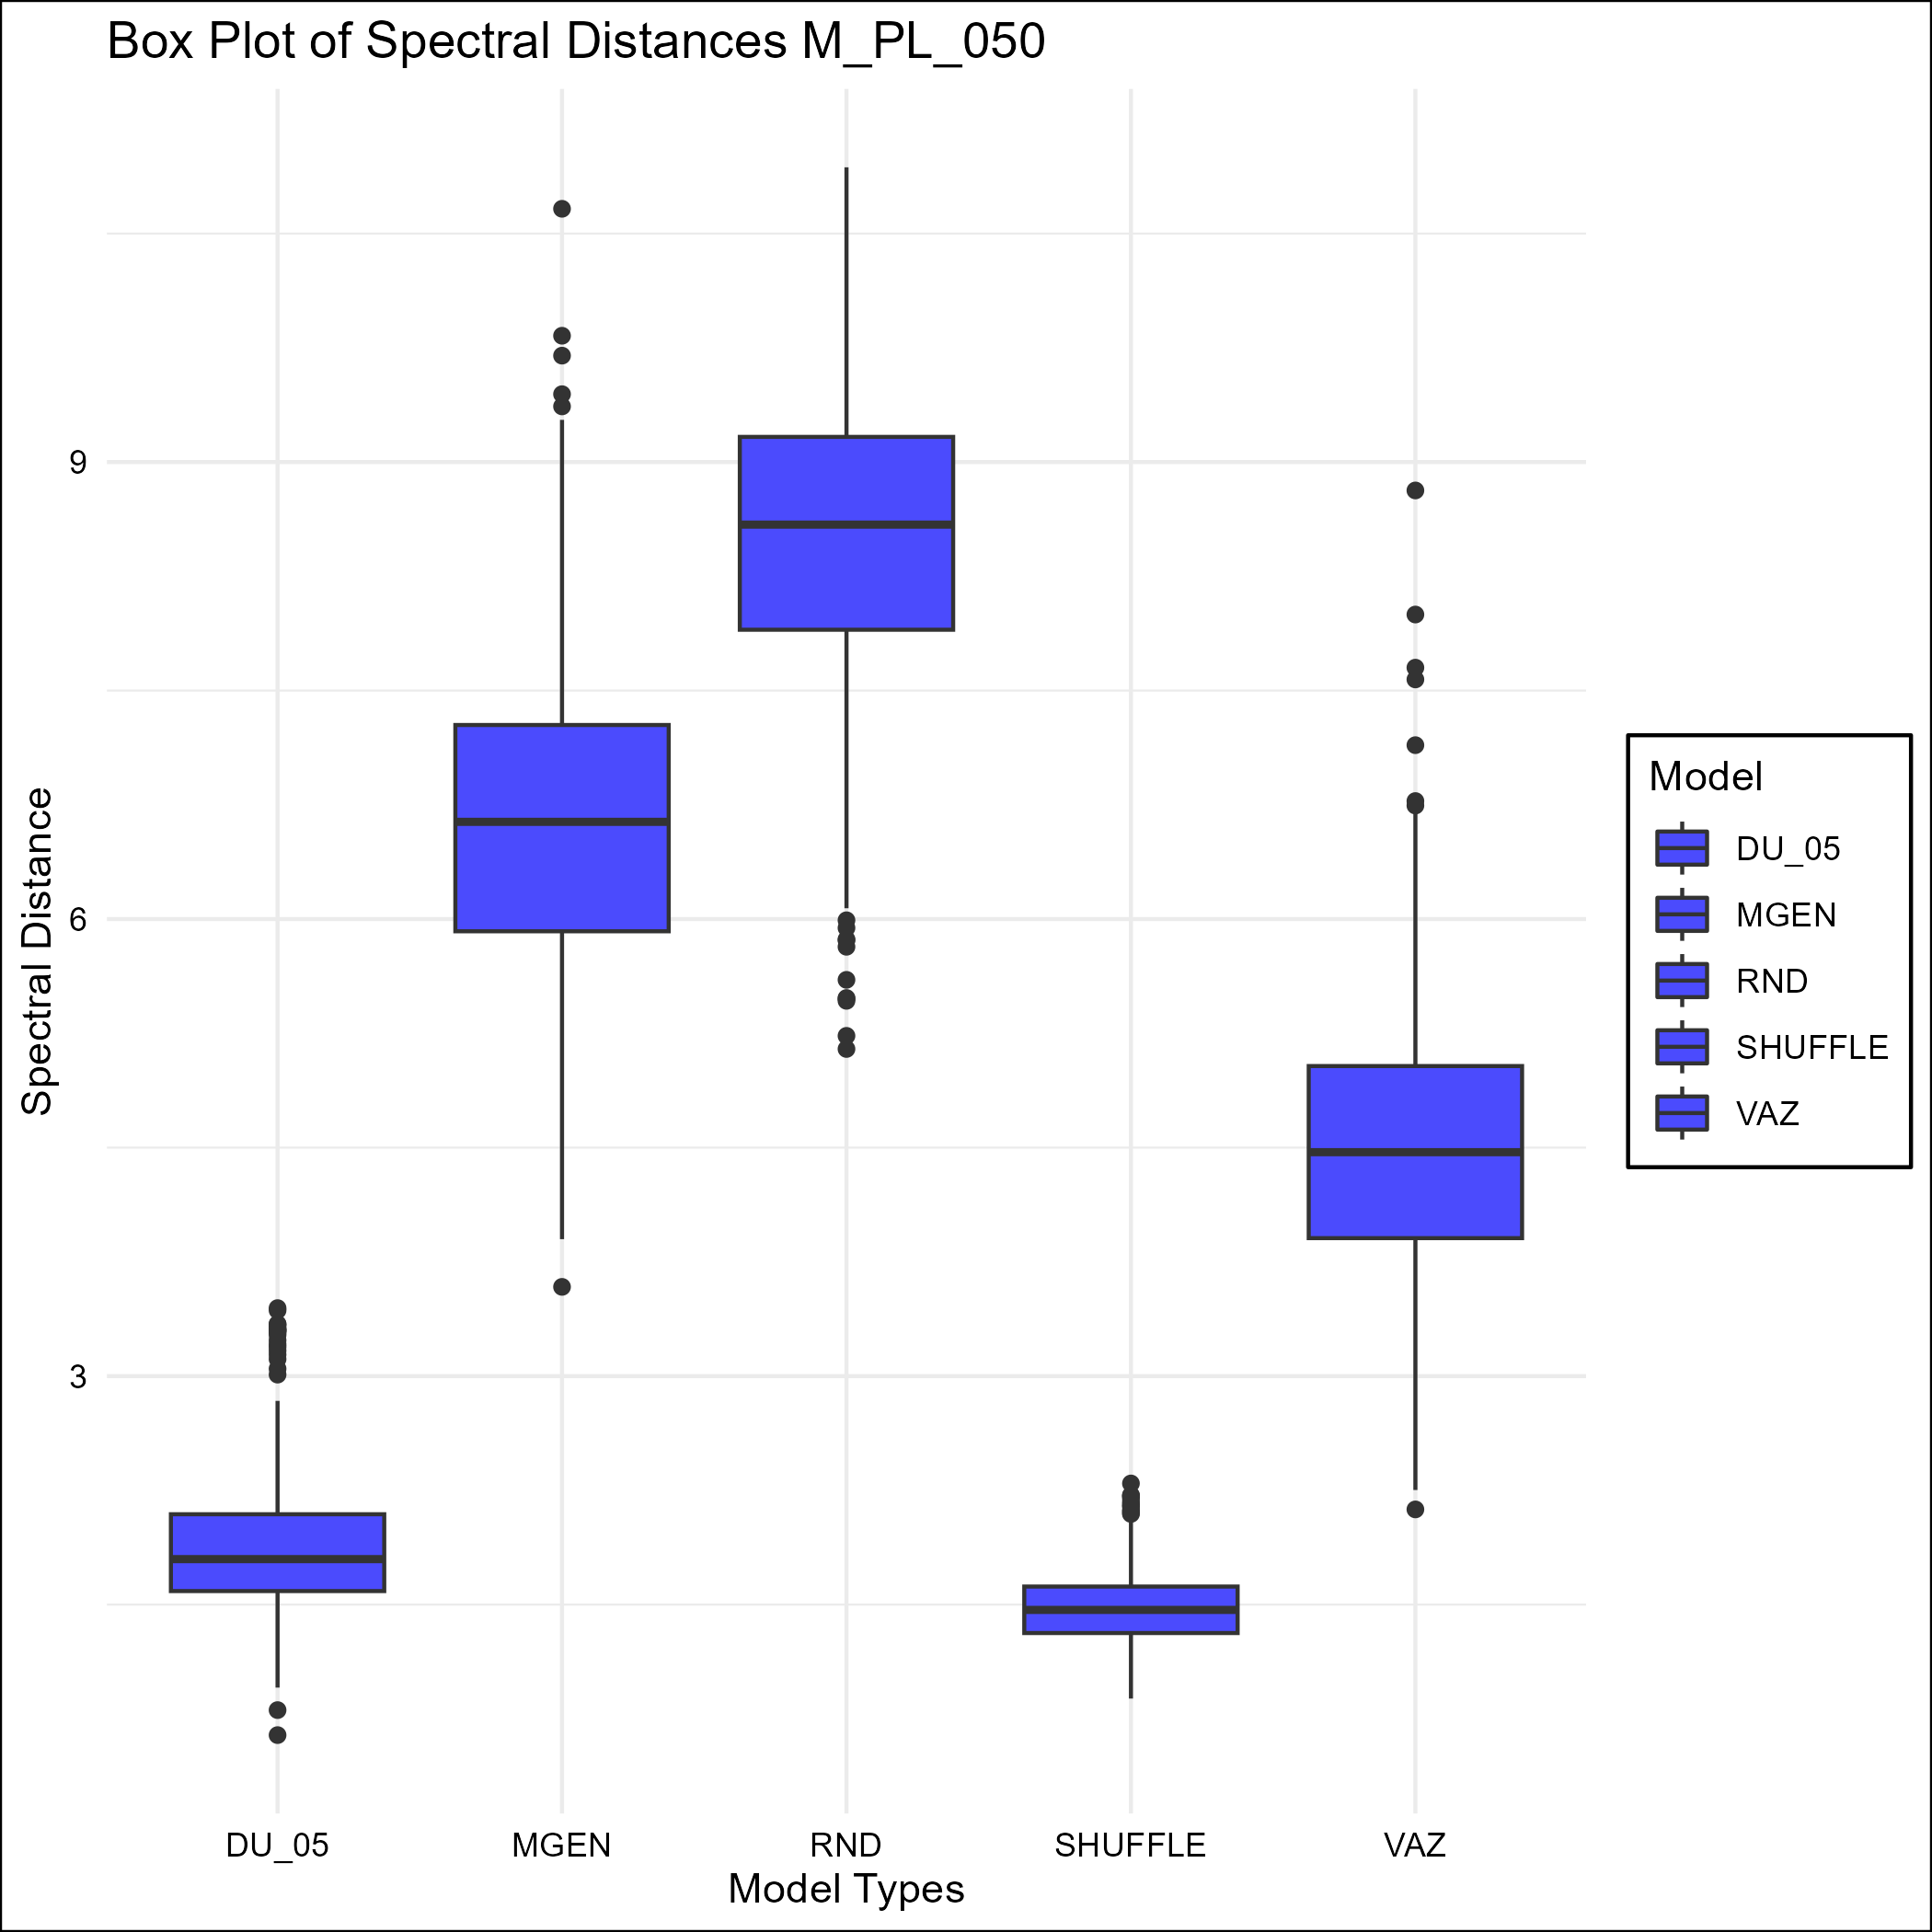 Box Plot of Spectral Distances M_PL_050
Spectral Distance
9
6
3
DU_05
MGEN
RND
SHUFFLE
VAZ
Model Types
Model
DU_05
MGEN
RND
SHUFFLE
VAZ